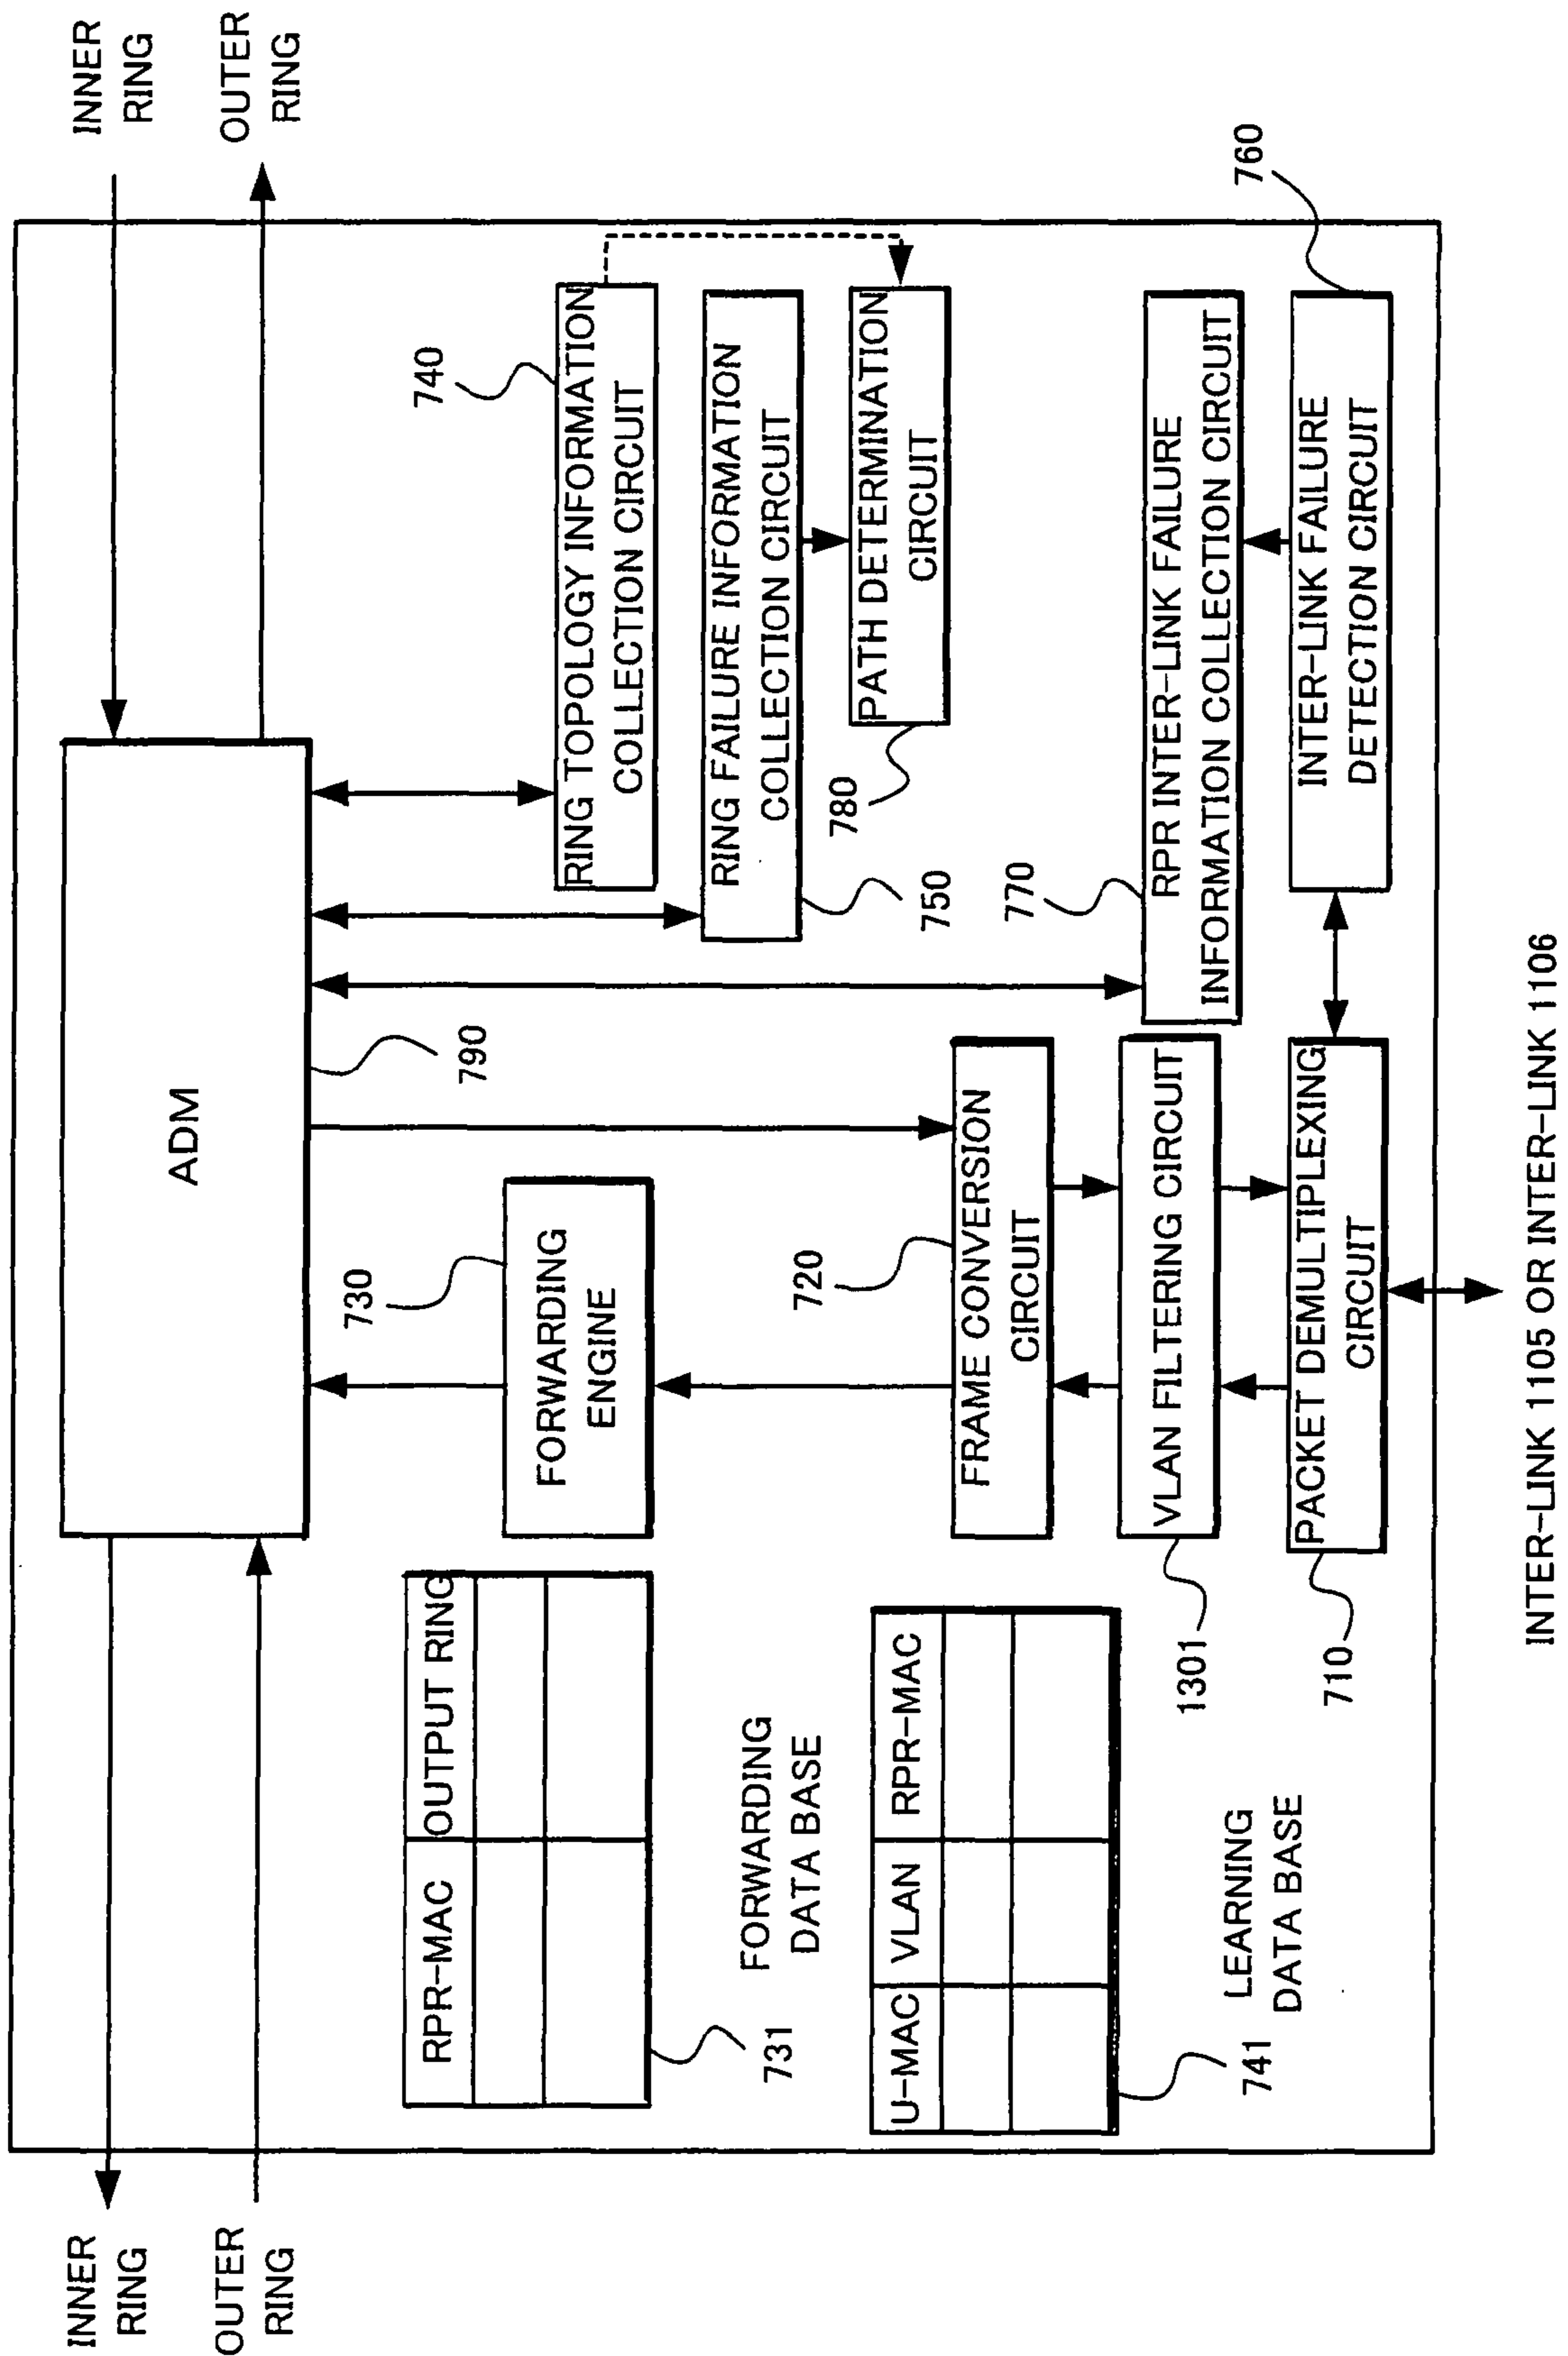 INNER
RING
OUTER
RING
INNER
RING
OUTER
RING
ADM
790
RPR-MAC
OUTPUT RING
731
FORWARDING
DATA BASE
730
FORWARDING
ENGINE
740
RING TOPOLOGY INFORMATION
COLLECTION CIRCUIT
RING FAILURE INFORMATION
COLLECTION CIRCUIT
750
780
PATH DETERMINATION
CIRCUIT
U-MAC
VLAN
RPR-MAC
741
LEARNING
DATA BASE
720
FRAME CONVERSION
CIRCUIT
1301
VLAN FILTERING CIRCUIT
710
PACKET DEMULTIPLEXING
CIRCUIT
770
RPR INTER-LINK FAILURE
INFORMATION COLLECTION CIRCUIT
760
INTER-LINK FAILURE
DETECTION CIRCUIT
INTER-LINK 1105 OR INTER-LINK 1106